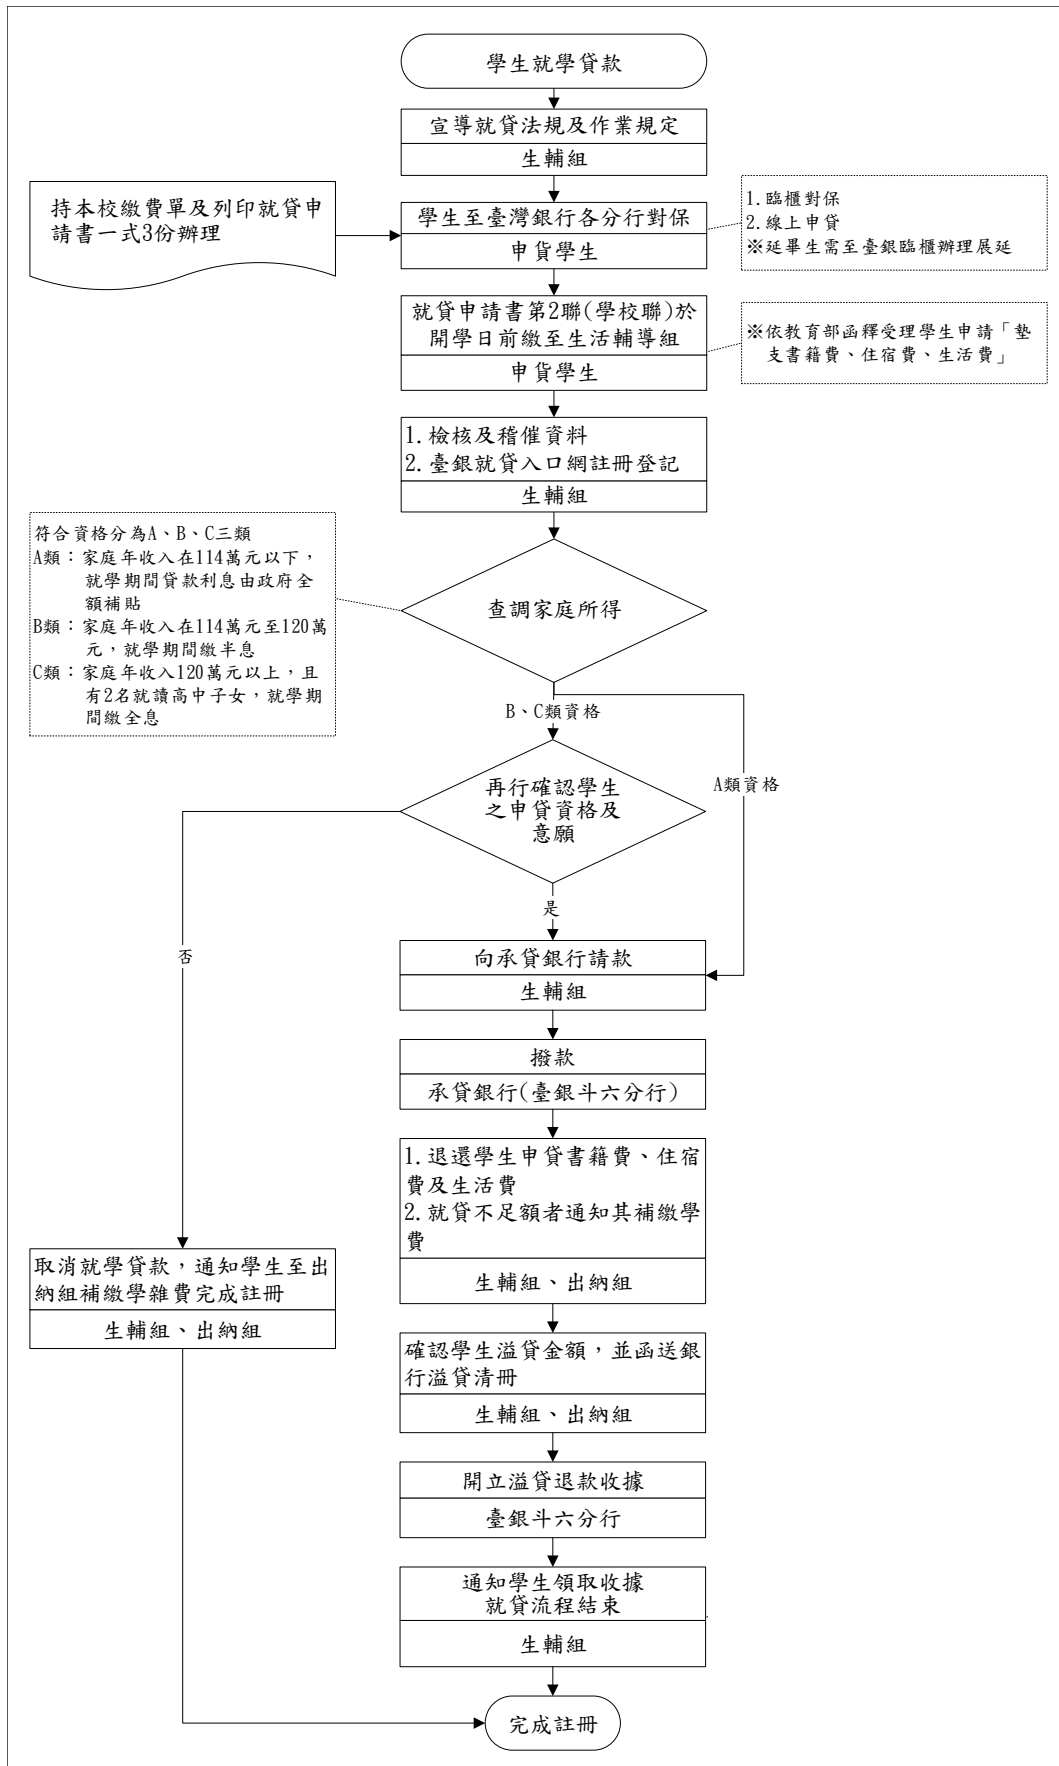 學生就學貸款
宣導就貸法規及作業規定
生輔組
持本校繳費單及列印就貸申
請書一式3份辦理
學生至臺灣銀行各分行對保
申貸學生
1.臨櫃對保
2.線上申貸
※延畢生需至臺銀臨櫃辦理展延
就貸申請書第2聯(學校聯)於
開學日前繳至生活輔導組
申貸學生
※依教育部函釋受理學生申請「墊
支書籍費、住宿費、生活費」
1.檢核及稽催資料
2.臺銀就貸入口網註冊登記
生輔組
符合資格分為A、B、C三類
A類：家庭年收入在114萬元以下，
就學期間貸款利息由政府全
額補貼
B類：家庭年收入在114萬元至120萬
元，就學期間繳半息
C類：家庭年收入120萬元以上，且
有2名就讀高中子女，就學期
間繳全息
查調家庭所得
B、C類資格
A類資格
再行確認學生
之申貸資格及
意願
是
否
向承貸銀行請款
生輔組
撥款
承貸銀行(臺銀斗六分行)
1.退還學生申貸書籍費、住宿
費及生活費
2.就貸不足額者通知其補繳學
費
生輔組、出納組
取消就學貸款，通知學生至出
納組補繳學雜費完成註冊
生輔組、出納組
確認學生溢貸金額，並函送銀
行溢貸清冊
生輔組、出納組
開立溢貸退款收據
臺銀斗六分行
通知學生領取收據
就貸流程結束
生輔組
完成註冊